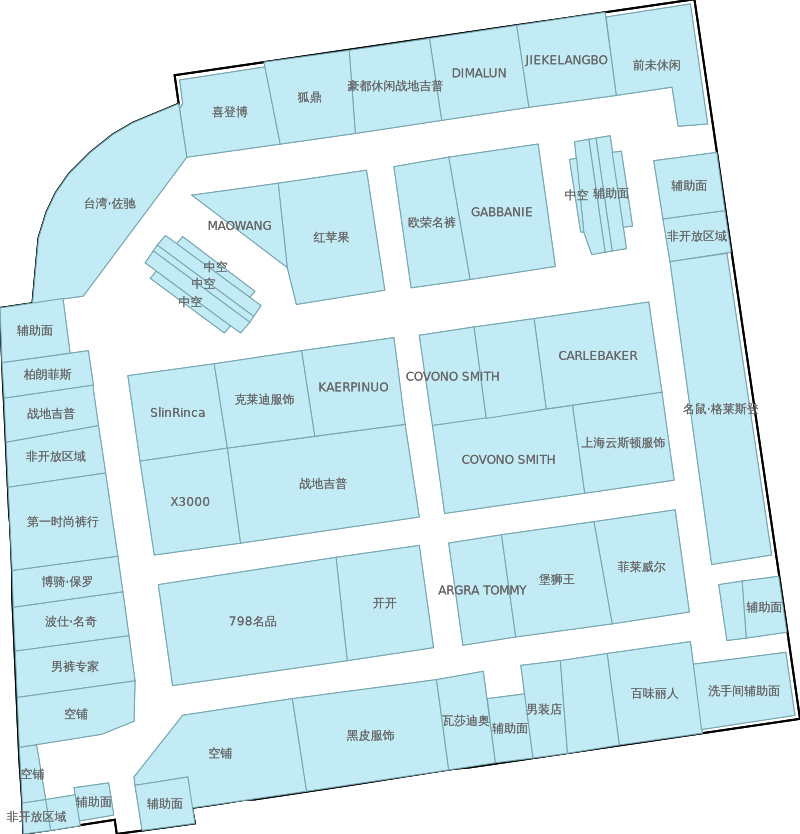 喜登博
狐鼎
豪都休闲战地吉普
DIMALUN
JIEKELANGBO
前未休闲
台湾·佐驰
MAOWANG
红苹果
欧荣名裤
GABBANIE
中空
辅助面
辅助面
非开放区域
中空
中空
中空
辅助面
柏朗菲斯
战地吉普
非开放区域
第一时尚裤行
博骑·保罗
波仕·名奇
男裤专家
空铺
SlinRinca
克莱迪服饰
KAERPINUO
COVONO SMITH
CARLEBAKER
名鼠·格莱斯登
X3000
战地吉普
COVONO SMITH
上海云斯顿服饰
798名品
开开
ARGRA TOMMY
堡狮王
菲莱威尔
辅助面
空铺
非开放区域
辅助面
辅助面
空铺
黑皮服饰
瓦莎迪奥
辅助面
男装店
百味丽人
洗手间辅助面